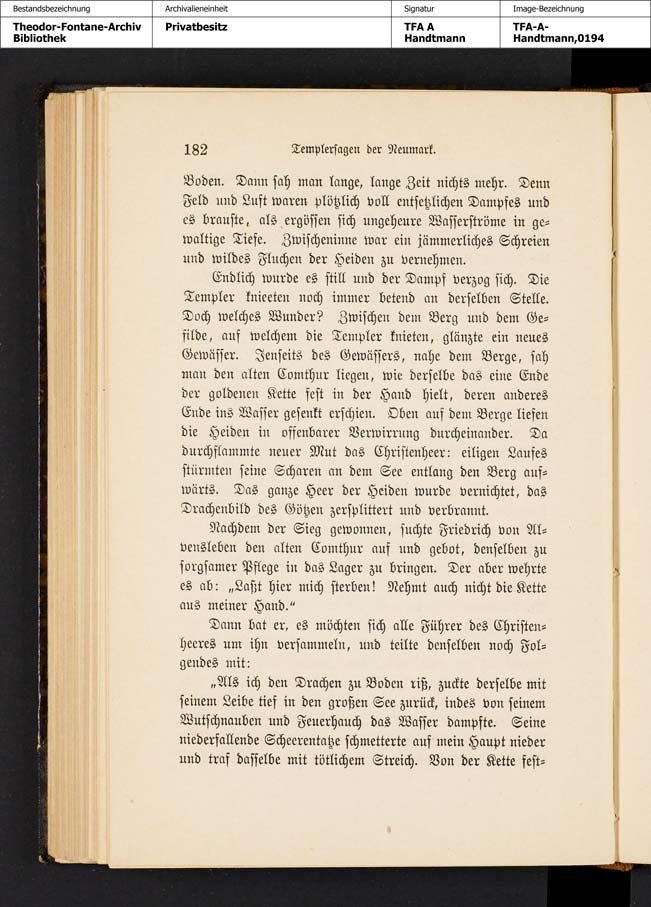 Bestandsbezeichnung Archivalieneinheit Signatur Image-Bezeichnung
Theodor-Fontane-Archiv Privatbesitz TFA A TFA-A-
Bibliothek Handtmann Handtmann,0194
182 Templersagen der Neumark.
Boden. Dann sah man lange, lange Zeit nichts mehr. Denn
Feld und Luft waren plötzlich voll entsetzlichen Dampfes und
es brauste, als ergössen sich ungeheure Wasserströme in ge-
waltige Tiefe. Zwischeninne war ein jämmerliches Schreien
und wildes Fluchen der Heiden zu vernehmen.
Endlich wurde es still und der Dampf verzog sich. Die
Templer knieeten noch immer betend an derselben Stelle.
Doch welches Wunder? Zwischen dem Berg und dem Ge-
filde, auf welchem die Templer knieten, glänzte ein neues
Gewässer. Jenseits des Gewässers, nahe dem Berge, sah
man den alten Comthur liegen, wie derselbe das eine Ende
der goldenen Kette fest in der Hand hielt, deren anderes
Ende ins Wasser gesenkt erschien. Oben auf dem Berge liefen
die Heiden in offenbarer Verwirrung durcheinander. Da
durchflammte neuer Mut das Christenheer: eiligen Laufes
stürmten seine Scharen an dem See entlang den Berg auf-
wärts. Das ganze Heer der Heiden wurde vernichtet, das
Drachenbild des Götzen zersplittert und verbrannt.
Nachdem der Sieg gewonnen, suchte Friedrich von Al-
vensleben den alten Comthur auf und gebot, denselben zu
sorgsamer Pflege in das Lager zu bringen. Der aber wehrte
es ab: „Laßt hier mich sterben! Nehmt auch nicht die Kette
aus meiner Hand.“
Dann bat er, es möchten sich alle Führer des Christen-
heeres um ihn versammeln, und teilte denselben noch Fol-
gendes mit:
„Als ich den Drachen zu Boden riß, zuckte derselbe mit
seinem Leibe tief in den großen See zurück, indes von seinem
Wutschnauben und Feuerhauch das Wasser dampfte. Seine
niederfallende Scheerentatze schmetterte auf mein Haupt nieder
und traf dasselbe mit tötlichem Streich. Von der Kette fest-